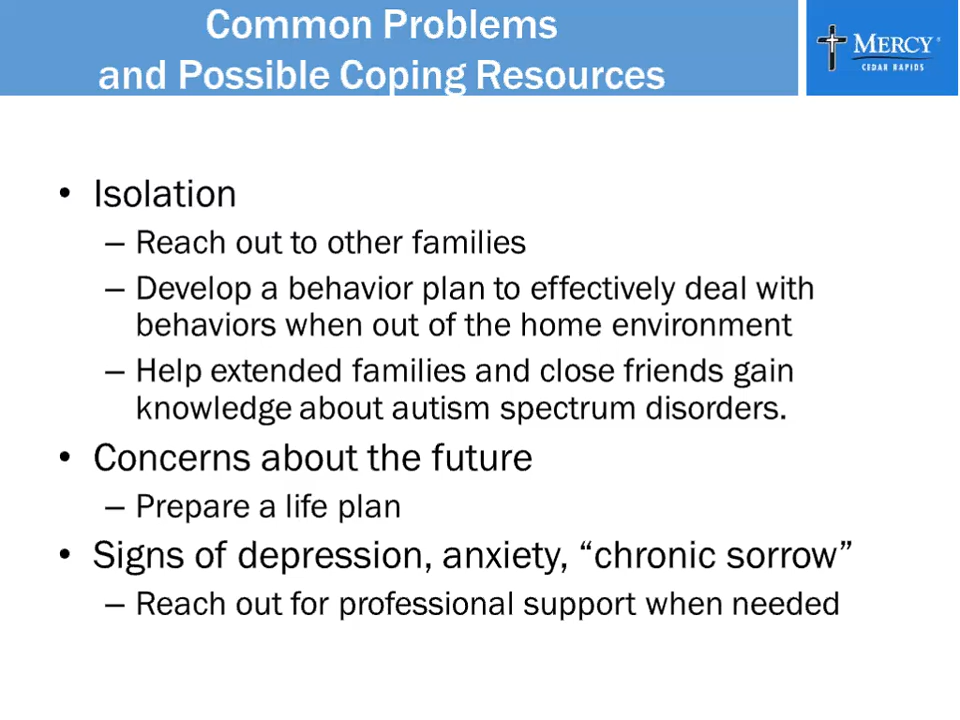 Common Problems
and Possible Coping Resources
MERCY®
CEDAR RAPIDS
• Isolation
– Reach out to other families
– Develop a behavior plan to effectively deal with
behaviors when out of the home environment
– Help extended families and close friends gain
knowledge about autism spectrum disorders.
• Concerns about the future
– Prepare a life plan
• Signs of depression, anxiety, “chronic sorrow”
– Reach out for professional support when needed